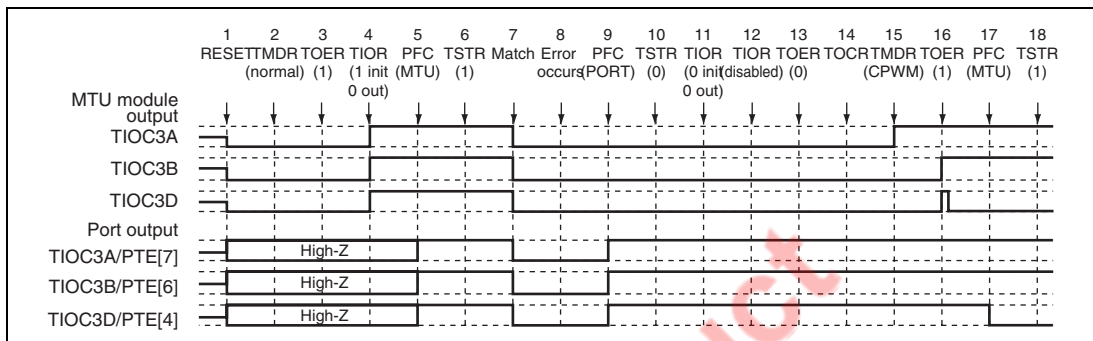 1 2 3 4 5 6 7 8 9 10 11 12 13 14 15 16 17 18
RESET TMDR TOER TIOR PFC TSTR Match Error PFC TSTR TIOR TIOR TOER TOCR TMDR TOER PFC TSTR
(normal) (1) (1 init (MTU) (1) occurs (PORT) (0) (0 init (disabled) (0) (CPWM) (1) (MTU) (1)
0 out) 0 out)
MTU module
output
TIOC3A
TIOC3B
TIOC3D
Port output
TIOC3A/PTE[7] High-Z
TIOC3B/PTE[6] High-Z
TIOC3D/PTE[4] High-Z
uct